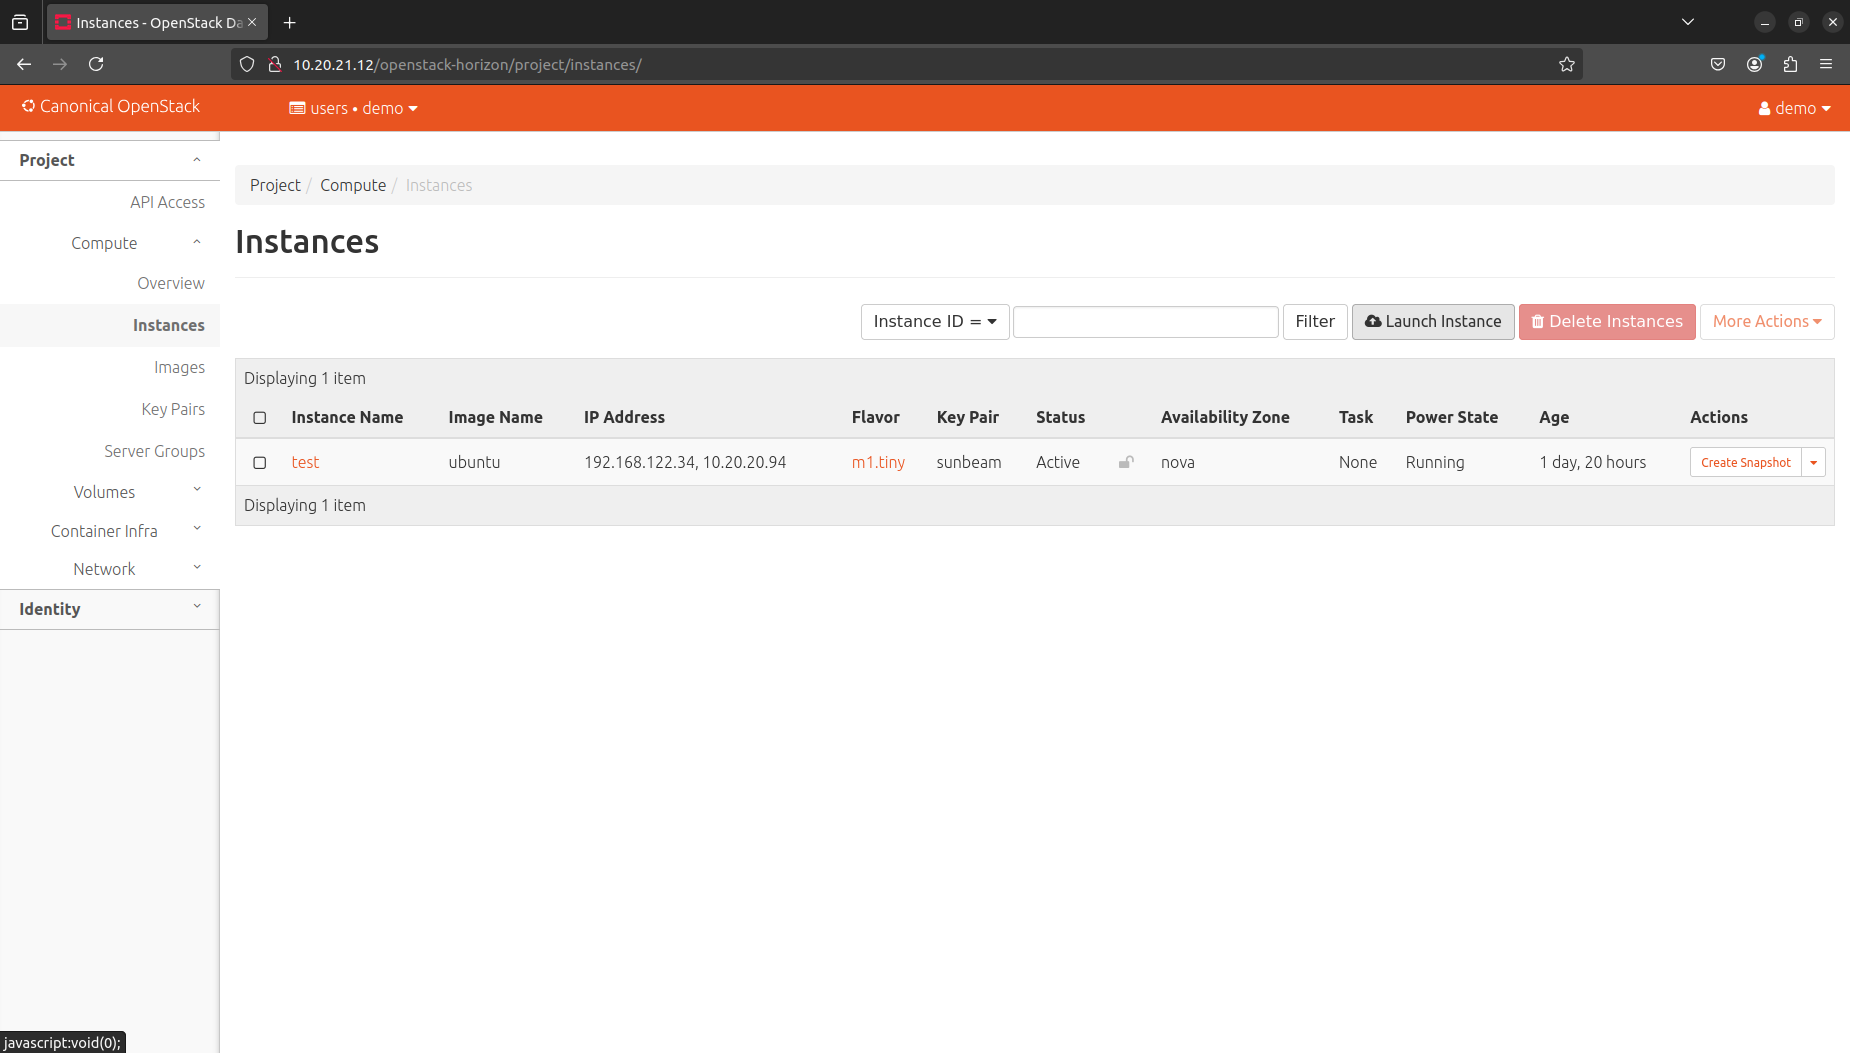 Instances - OpenStack Da
10.20.21.12/openstack-horizon/project/instances/
Canonical OpenStack
users • demo
demo
Project
API Access
Compute
Overview
Instances
Images
Key Pairs
Server Groups
Volumes
Container Infra
Network
Identity
Project / Compute / Instances
Instances
Instance ID =
Filter
Launch Instance
Delete Instances
More Actions
Displaying 1 item
Instance Name Image Name IP Address Flavor Key Pair Status Availability Zone Task Power State Age Actions
test ubuntu 192.168.122.34, 10.20.20.94 m1.tiny sunbeam Active nova None Running 1 day, 20 hours Create Snapshot
Displaying 1 item
javascript:void(0);